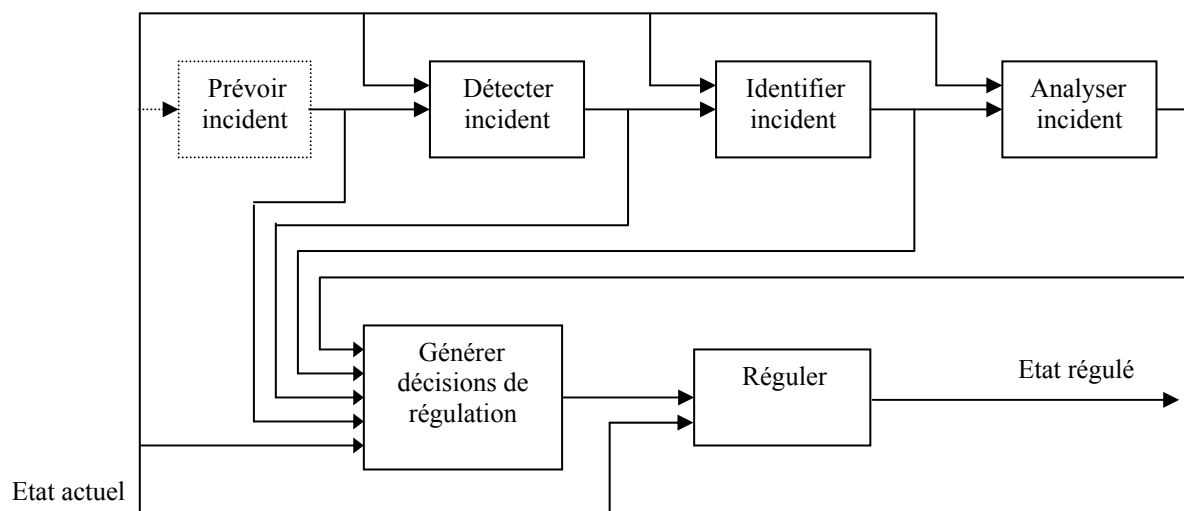 Prévoir
incident
Détecter
incident
Identifier
incident
Analyser
incident
Générer
décisions de
régulation
Réguler
Etat régulé
Etat actuel